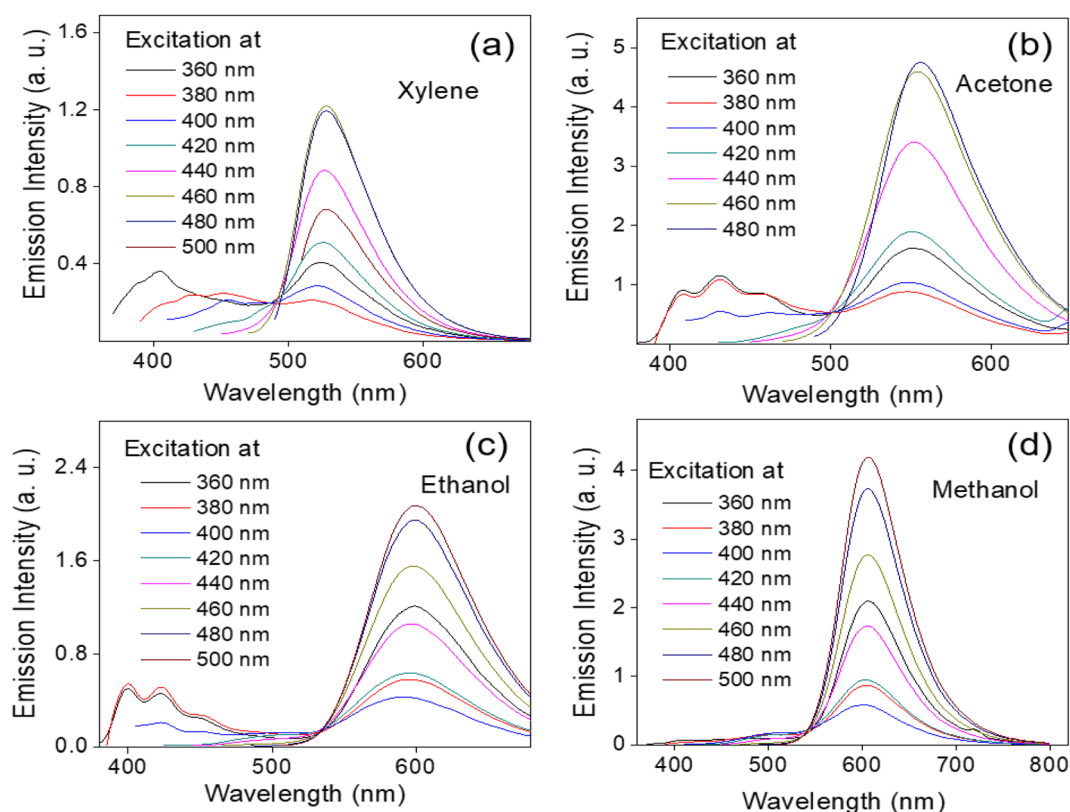 (a)
Excitation at
Xylene
360 nm
380 nm
400 nm
420 nm
440 nm
460 nm
480 nm
500 nm
Emission Intensity (a. u.)
1.6
1.2
0.8
0.4
400
500
600
Wavelength (nm)
(b)
Excitation at
Acetone
360 nm
380 nm
400 nm
420 nm
440 nm
460 nm
480 nm
Emission Intensity (a. u.)
5
4
3
2
1
0
400
500
600
Wavelength (nm)
(c)
Excitation at
Ethanol
360 nm
380 nm
400 nm
420 nm
440 nm
460 nm
480 nm
500 nm
Emission Intensity (a. u.)
2.4
1.6
0.8
0.0
400
500
600
Wavelength (nm)
(d)
Excitation at
Methanol
360 nm
380 nm
400 nm
420 nm
440 nm
460 nm
480 nm
500 nm
Emission Intensity (a. u.)
4
3
2
1
0
400
500
600
700
800
Wavelength (nm)